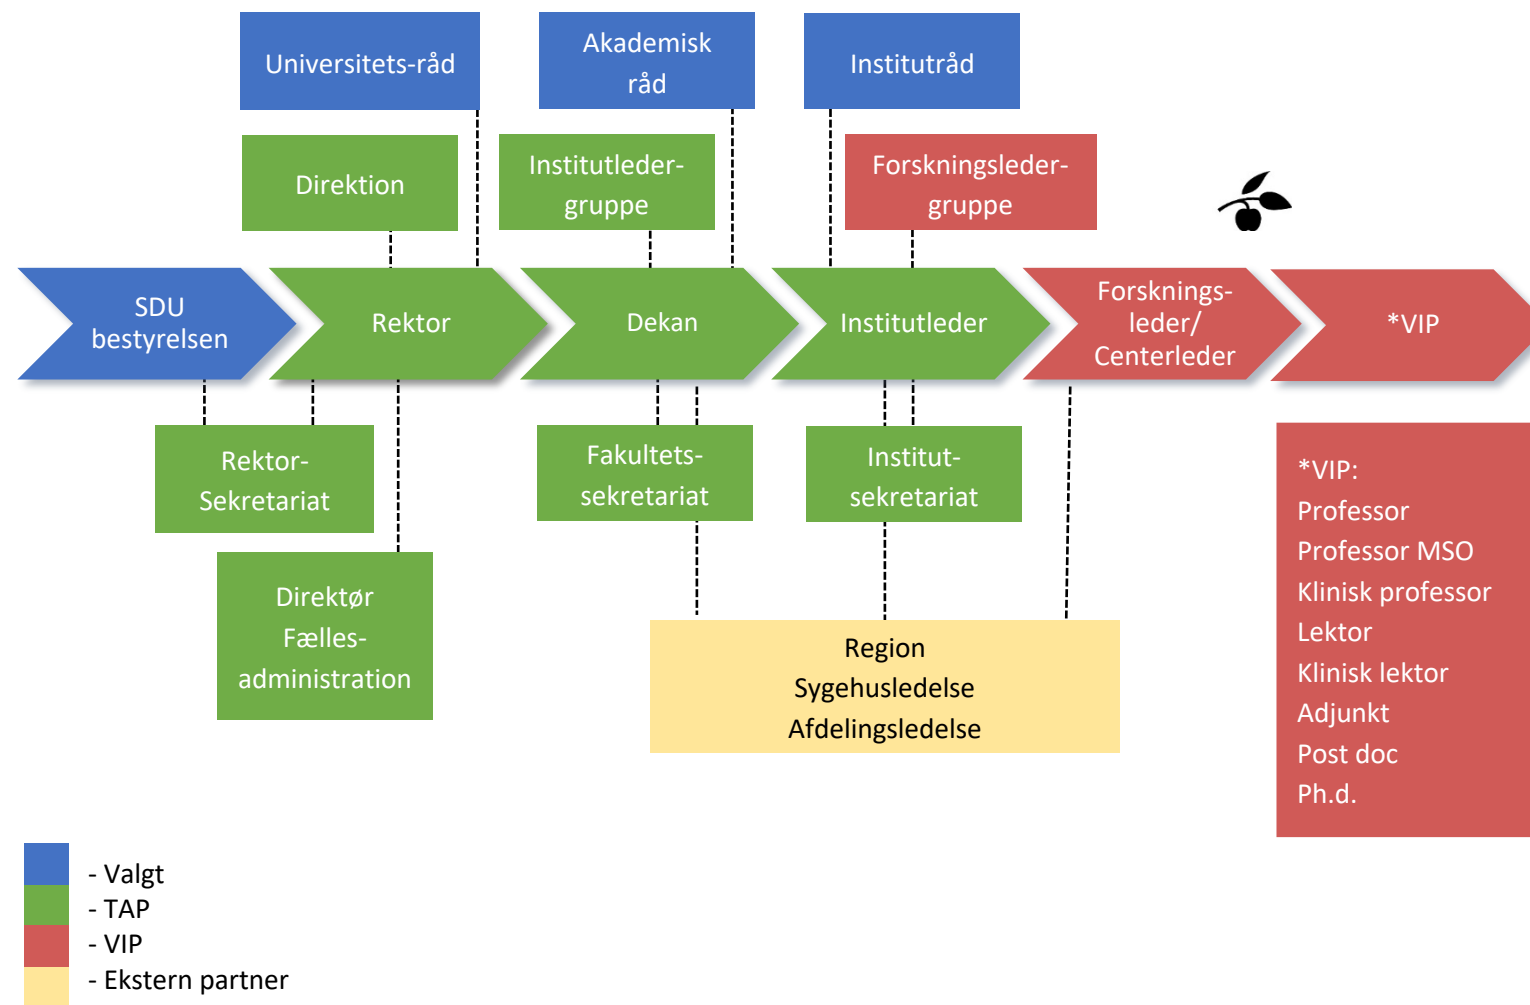 Universitets-råd
Akademisk
råd
Institutråd
Direktion
Institutleder-
gruppe
Forskningsleder-
gruppe
SDU
bestyrelsen
Rektor
Dekan
Institutleder
Forsknings-
leder/
Centerleder
*VIP
Rektor-
Sekretariat
Fakultets-
sekretariat
Institut-
sekretariat
Direktør
Fælles-
administration
Region
Sygehusledelse
Afdelingsledelse
*VIP:
Professor
Professor MSO
Klinisk professor
Lektor
Klinisk lektor
Adjunkt
Post doc
Ph.d.
- Valgt
- TAP
- VIP
- Ekstern partner